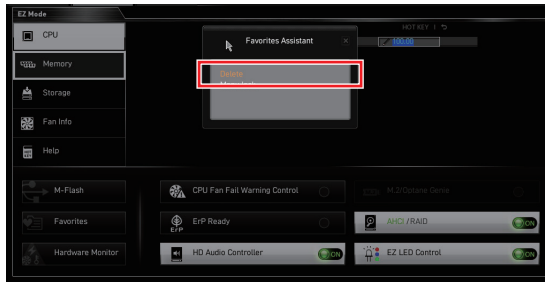 EZ Mode
HOT KEY |
CPU
Favorites Assistant ×
100.00
Memory
Delete
Storage
Fan Info
Help
M-Flash
CPU Fan Fail Warning Control
M.2/Optane Genie
Favorites
ErP
ErP Ready
AHCI / RAID
ON
Hardware Monitor
HD Audio Controller
ON
EZ LED Control
ON